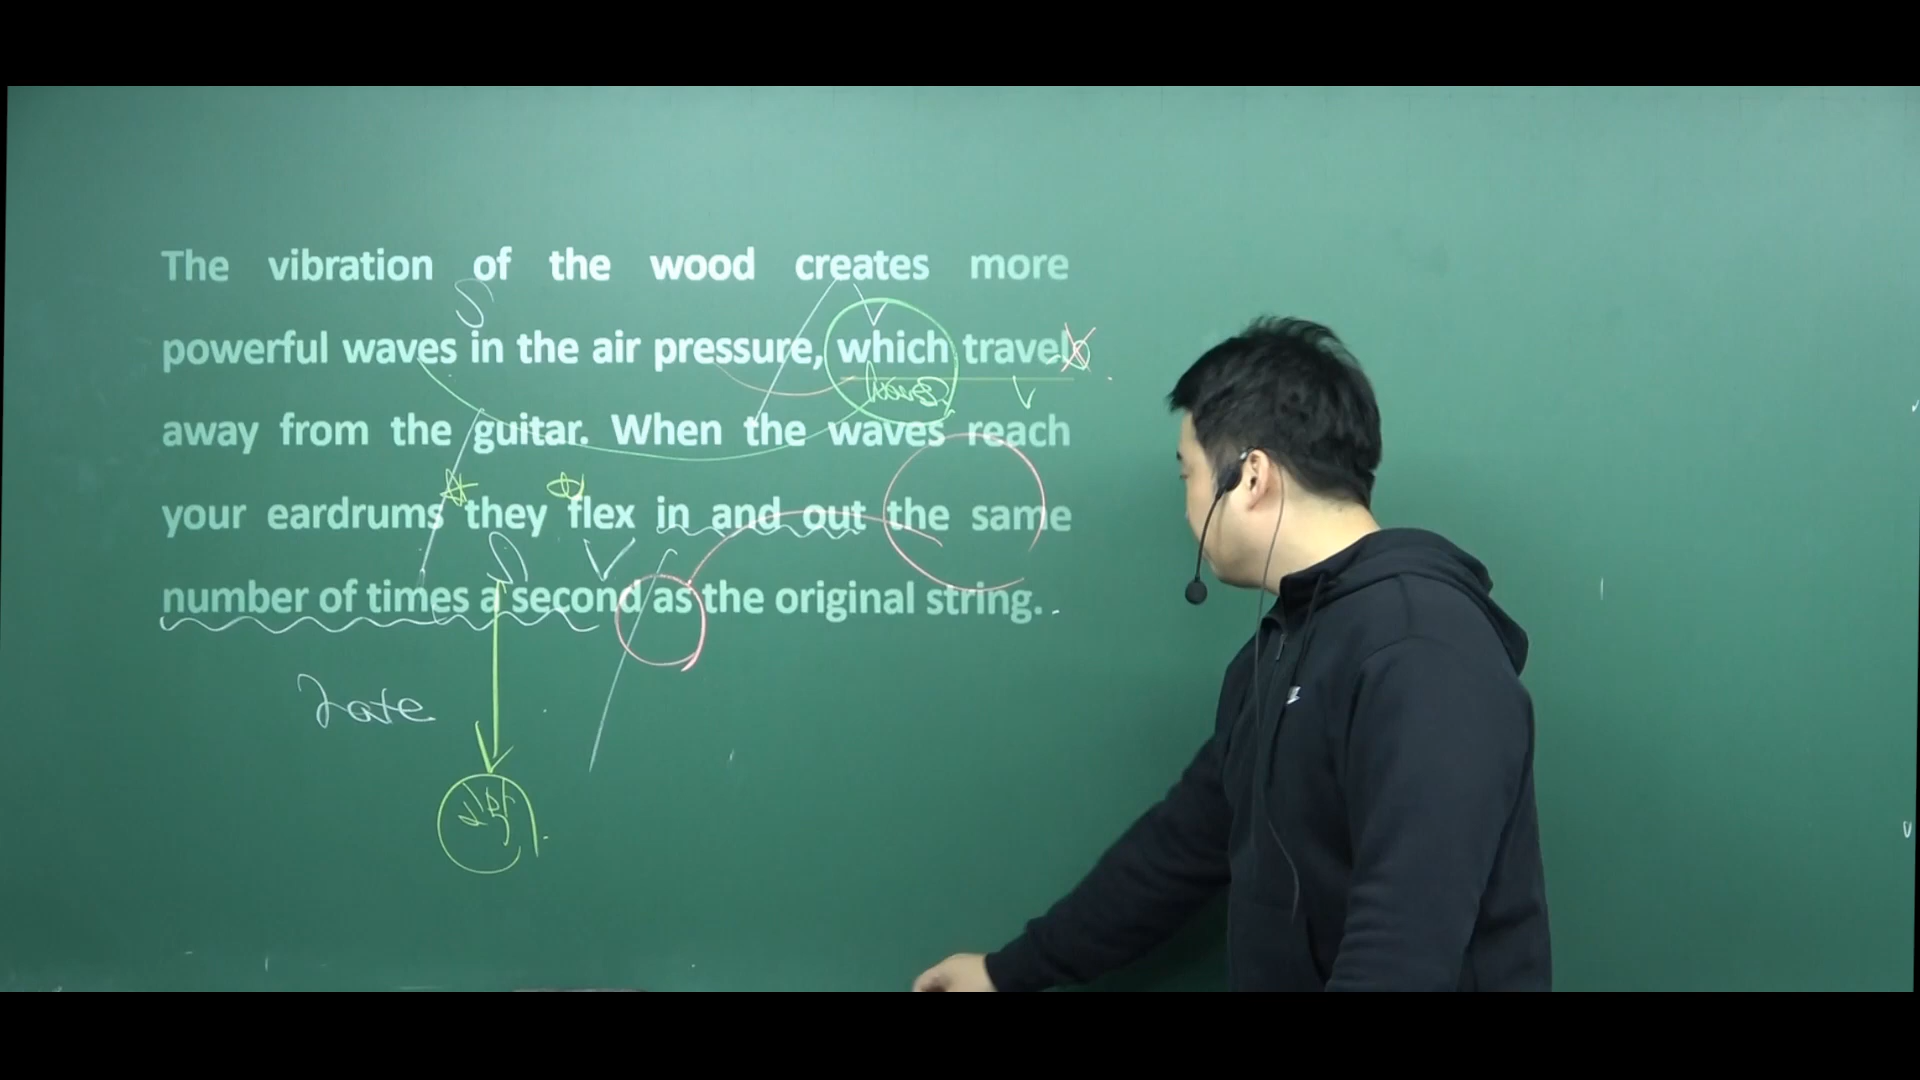 The vibration of the wood creates more
S
V
powerful waves in the air pressure, which travel
waves
V
away from the guitar. When the waves reach
your eardrums they flex in and out the same
S
V
number of times a second as the original string.
rate